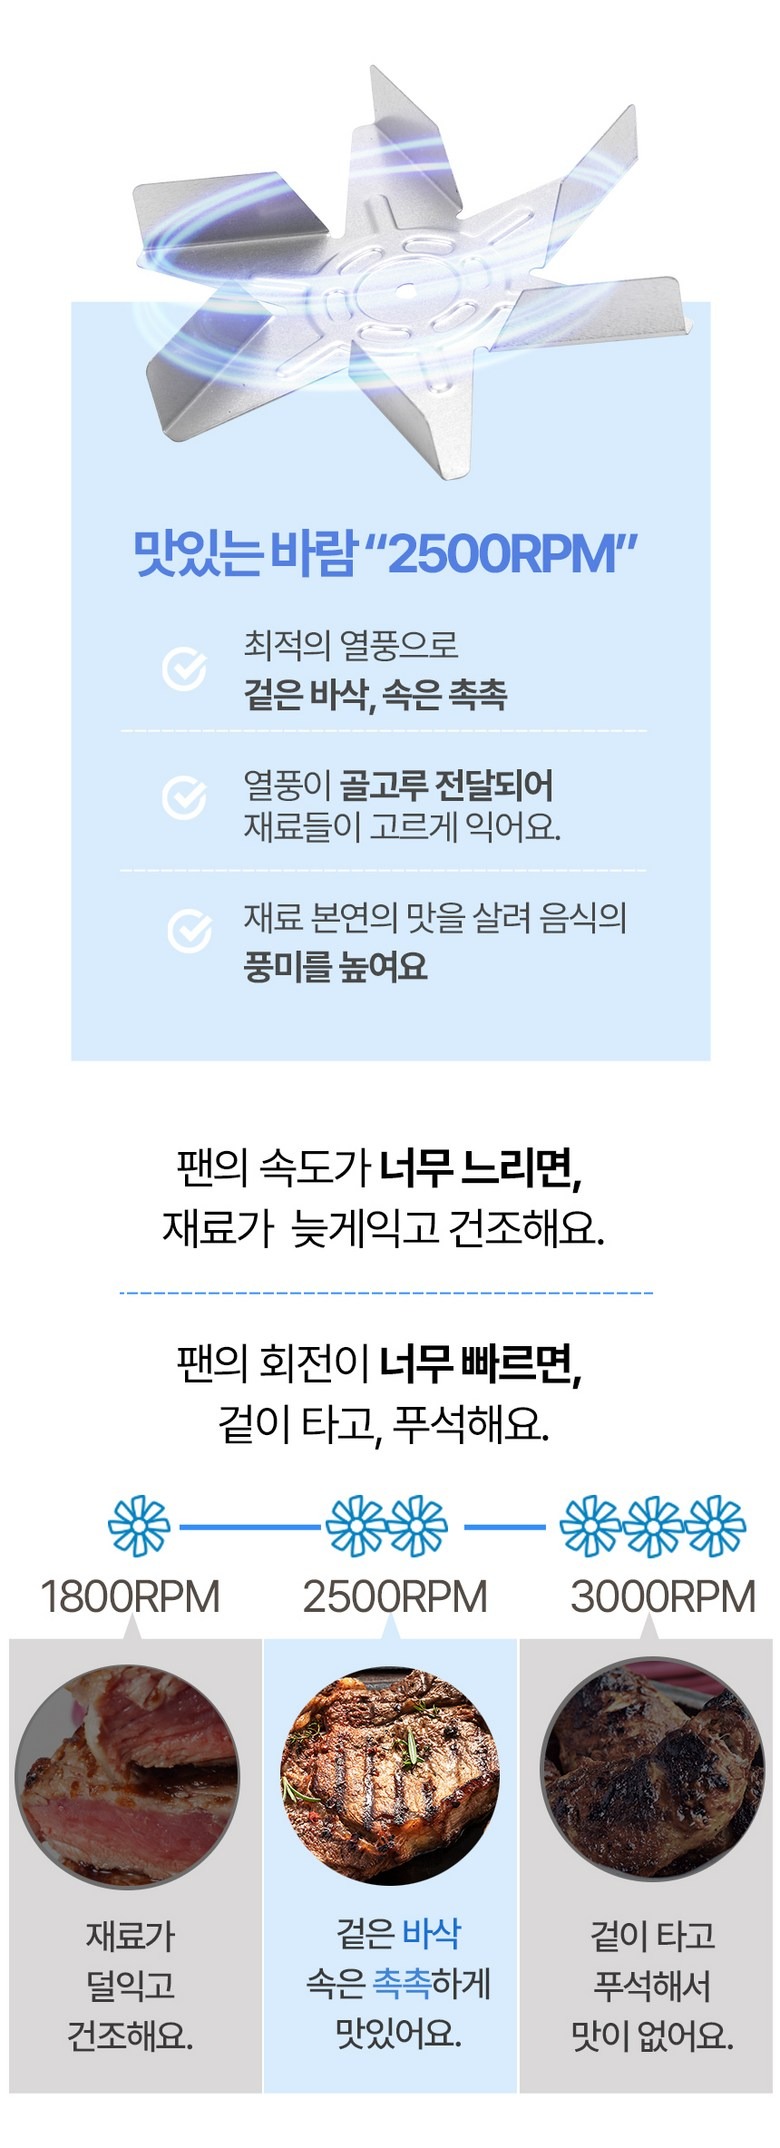 맛있는 바람 “2500RPM”
최적의 열풍으로
겉은 바삭, 속은 촉촉
열풍이 골고루 전달되어
재료들이 고르게 익어요.
재료 본연의 맛을 살려 음식의
풍미를 높여요
팬의 속도가 너무 느리면,
재료가 늦게익고 건조해요.
팬의 회전이 너무 빠르면,
겉이 타고, 푸석해요.
1800RPM
2500RPM
3000RPM
재료가
덜익고
건조해요.
겉은 바삭
속은 촉촉하게
맛있어요.
겉이 타고
푸석해서
맛이 없어요.